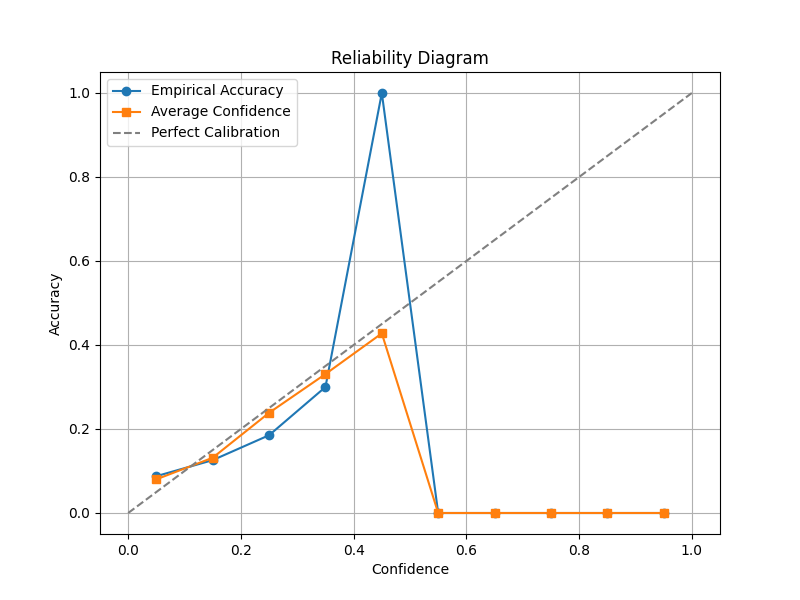 Reliability Diagram
Empirical Accuracy
Average Confidence
Perfect Calibration
1.0
0.8
0.6
0.4
0.2
0.0
Accuracy
0.0 0.2 0.4 0.6 0.8 1.0
Confidence